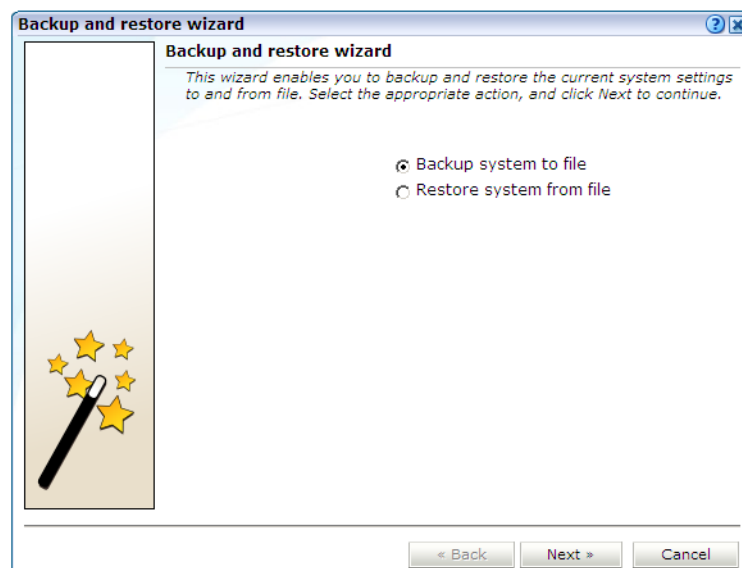 Backup and restore wizard
Backup and restore wizard
This wizard enables you to backup and restore the current system settings
to and from file. Select the appropriate action, and click Next to continue.
Backup system to file
Restore system from file
« Back Next » Cancel